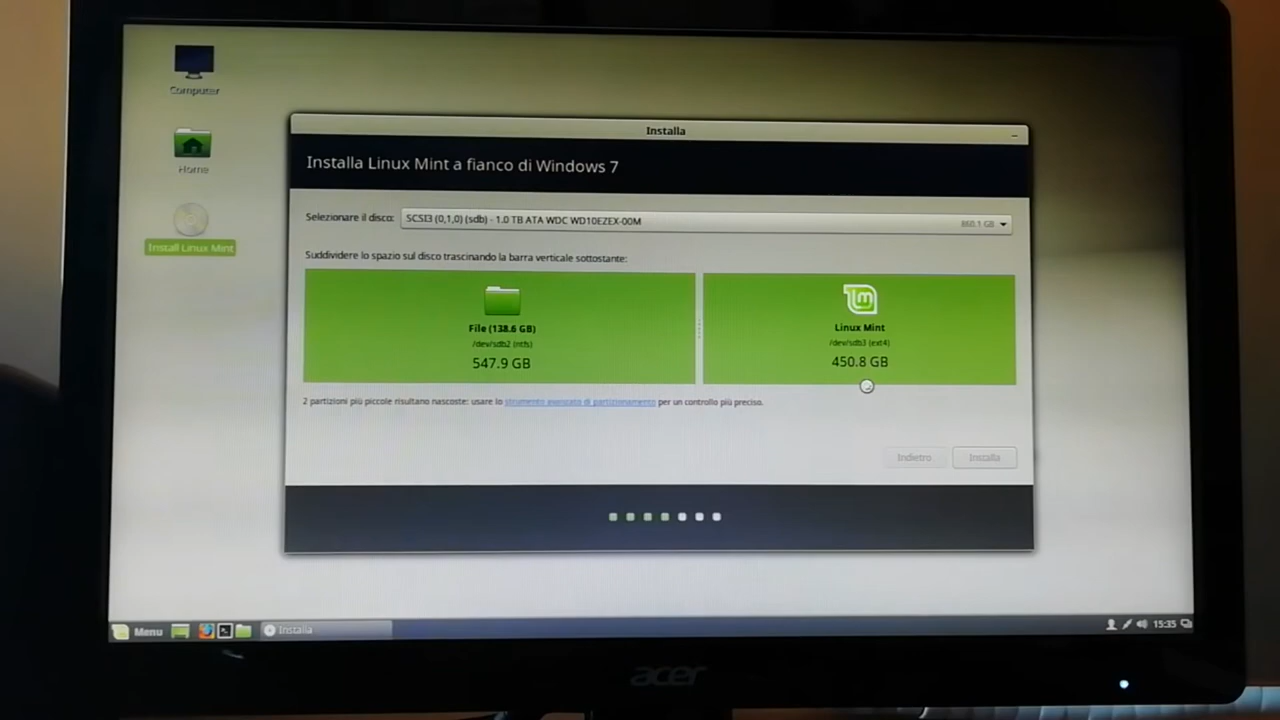 Computer
Home
Install Linux Mint
Installa
Installa Linux Mint a fianco di Windows 7
Selezionare il disco: SCSI3 (0,1,0) (sdb) - 1.0 TB ATA WDC WD10EZEX-00M 860.1 GB
Suddividere lo spazio sul disco trascinando la barra verticale sottostante:
File (138.6 GB)
/dev/sdb2 (ntfs)
547.9 GB
Linux Mint
/dev/sdb3 (ext4)
450.8 GB
2 partizioni più piccole risultano nascoste: usare lo strumento avanzato di partizionamento per un controllo più preciso.
Indietro Installa
Menu Installa 15:35
acer